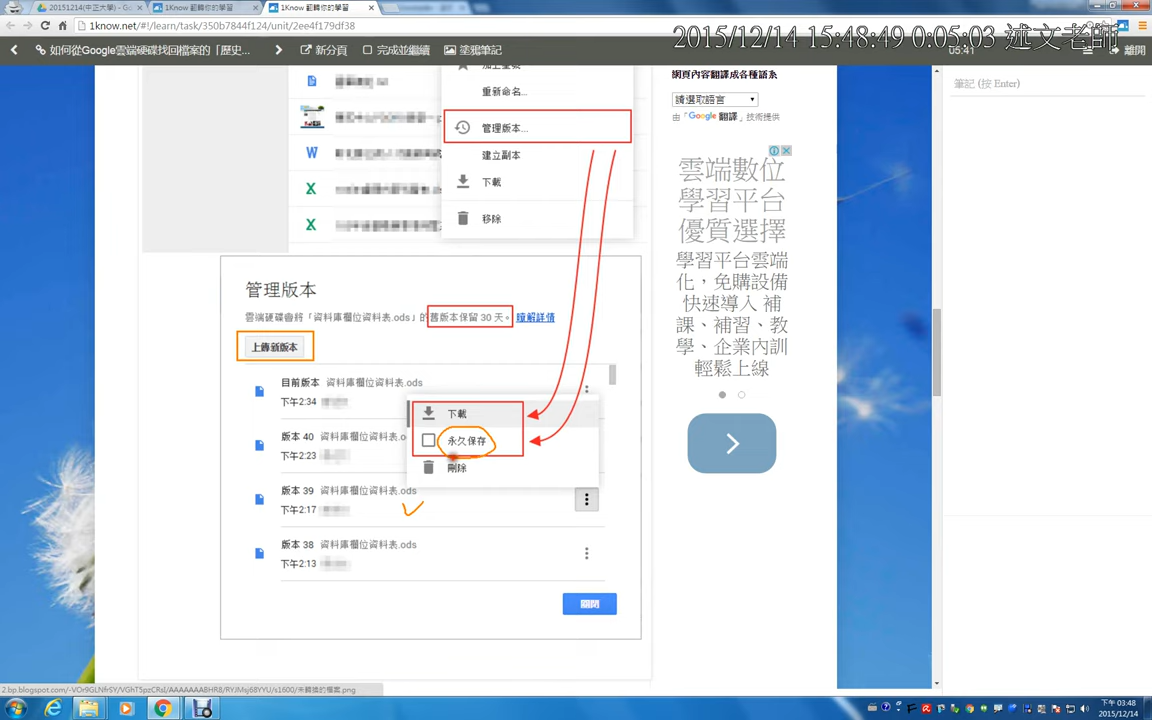 20151214(中正大學) - Go
1Know 翻轉你的學習
1Know 翻轉你的學習
1know.net/#!/learn/task/350b7844f124/unit/2ee4f179df38
2015/12/14 15:48:49 0:05:03 述文老師
如何從Google雲端硬碟找回檔案的「歷史...
新分頁
完成並繼續
塗鴉筆記
05:41
離開
筆記 (按 Enter)
網頁內容翻譯成各種語系
請選取語言
由「Google 翻譯」技術提供
重新命名...
管理版本...
建立副本
下載
移除
雲端數位
學習平台
優質選擇
學習平台雲端
化，免購設備
快速導入 補
課、補習、教
學、企業內訓
輕鬆上線
管理版本
雲端硬碟會將「資料庫欄位資料表.ods」的舊版本保留 30 天。瞭解詳情
上傳新版本
目前版本 資料庫欄位資料表.ods
下午2:34
下載
版本 40 資料庫欄位資料表.o
永久保存
下午2:23
刪除
版本 39 資料庫欄位資料表.ods
下午2:17
版本 38 資料庫欄位資料表.ods
下午2:13
關閉
下午 03:48
2015/12/14